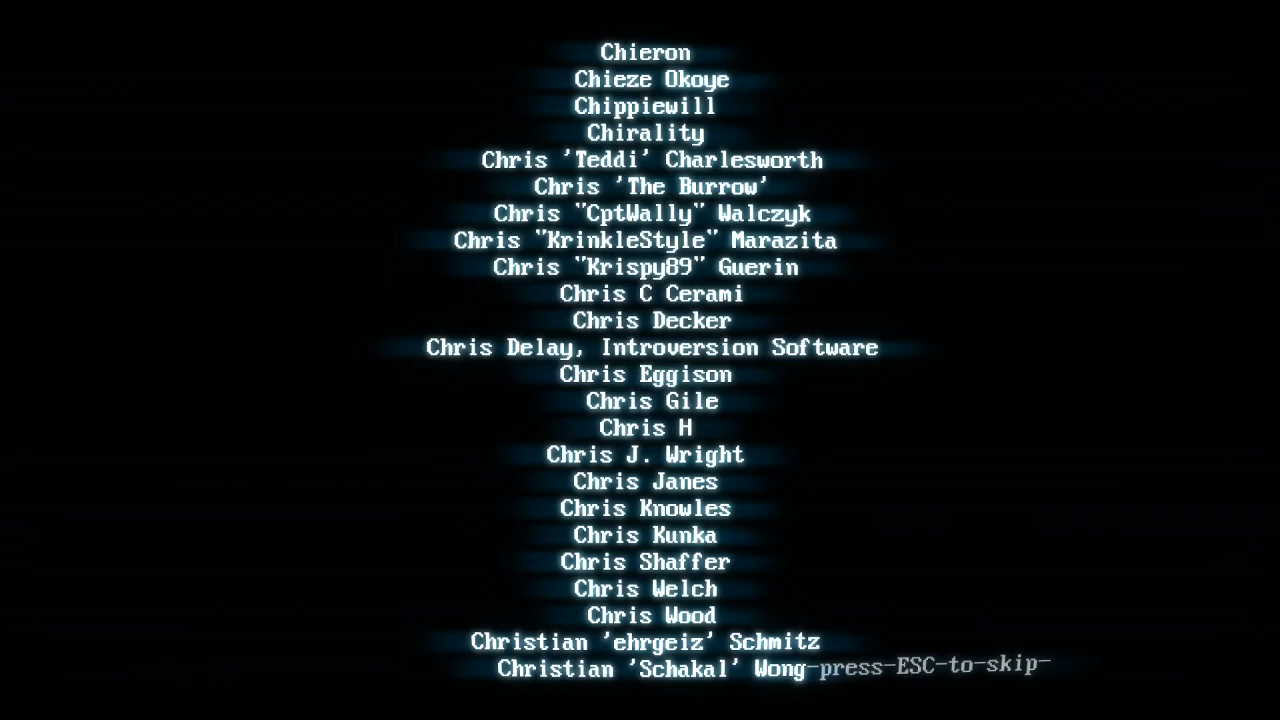 Chieron
Chieze Okoye
Chippiewill
Chirality
Chris 'Teddi' Charlesworth
Chris 'The Burrow'
Chris "CptWally" Walczyk
Chris "KrinkleStyle" Marazita
Chris "Krispy89" Guerin
Chris C Cerami
Chris Decker
Chris Delay, Introversion Software
Chris Eggison
Chris Gile
Chris H
Chris J. Wright
Chris Janes
Chris Knowles
Chris Kunka
Chris Shaffer
Chris Welch
Chris Wood
Christian 'ehrgeiz' Schmitz
Christian 'Schakal' Wong
-press-ESC-to-skip-